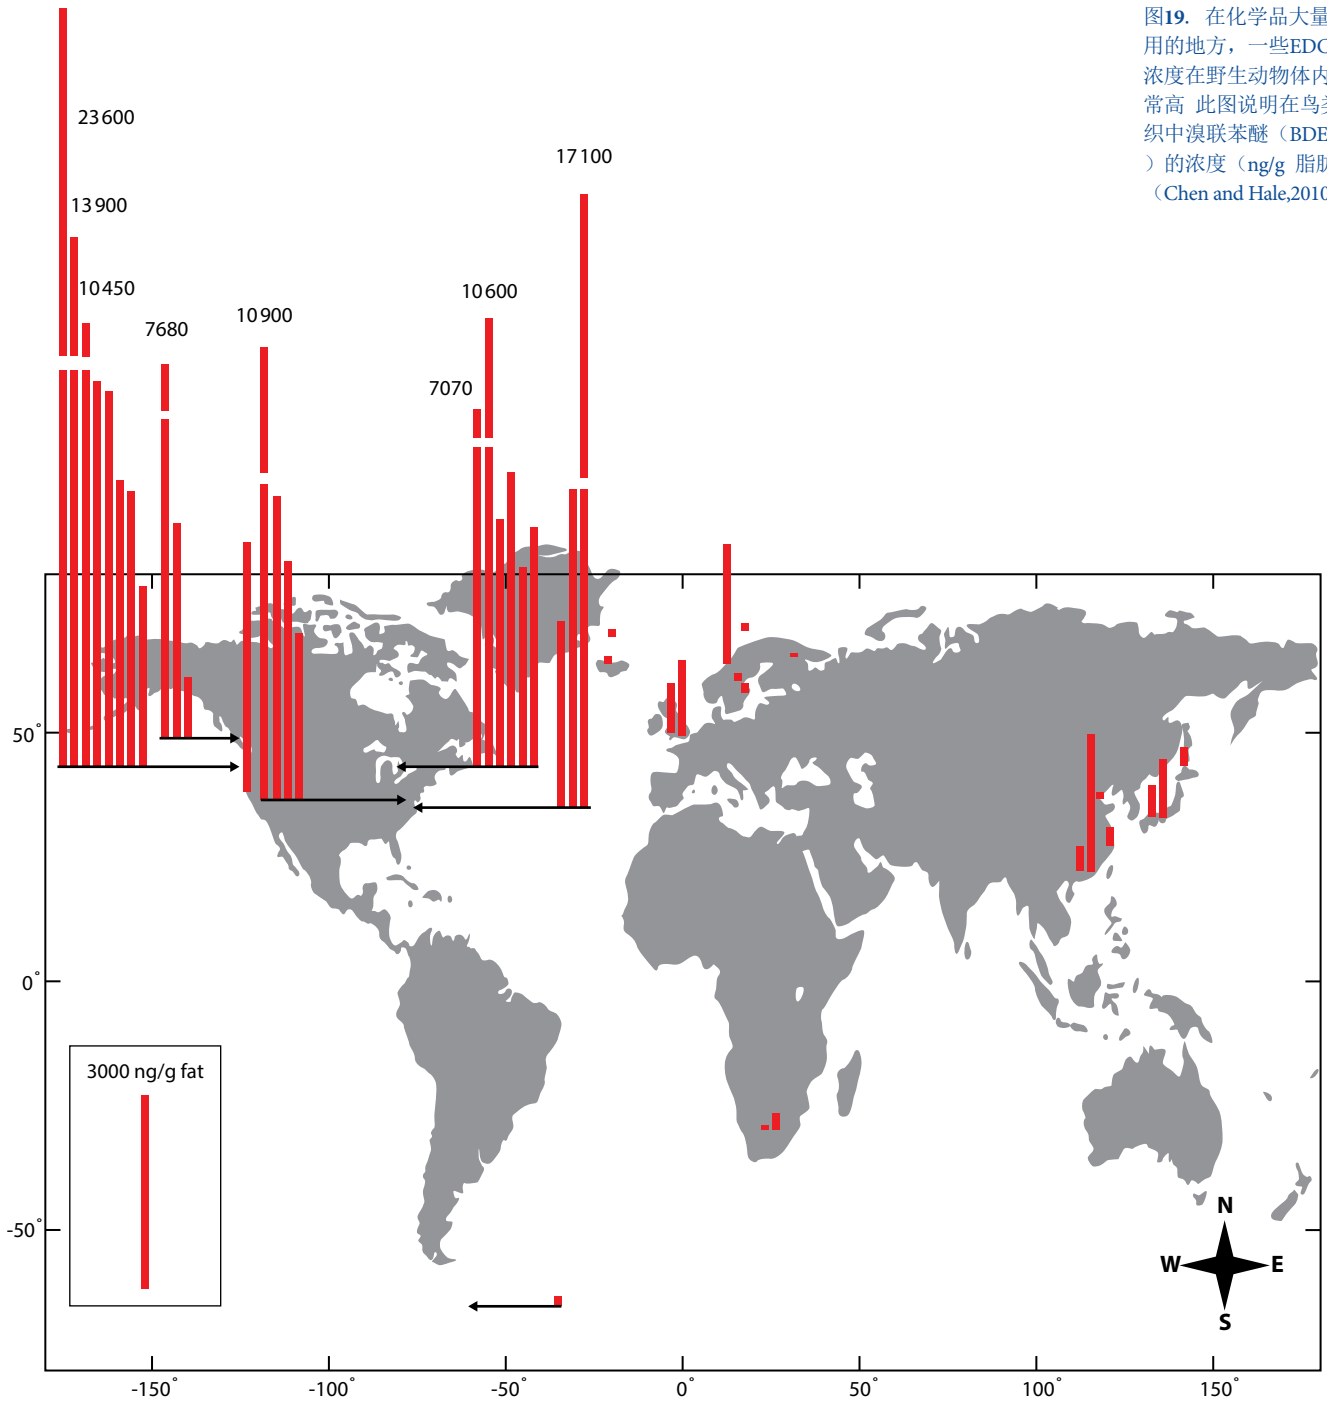 图19. 在化学品大量
用的地方，一些EDC
浓度在野生动物体内
常高 此图说明在鸟类
织中溴联苯醚（BDE
）的浓度（ng/g 脂肪
（Chen and Hale,2010
23600
17100
13900
10450
10600
10900
7680
7070
50°
0°
3000 ng/g fat
-50°
N
W E
S
-150° -100° -50° 0° 50° 100° 150°